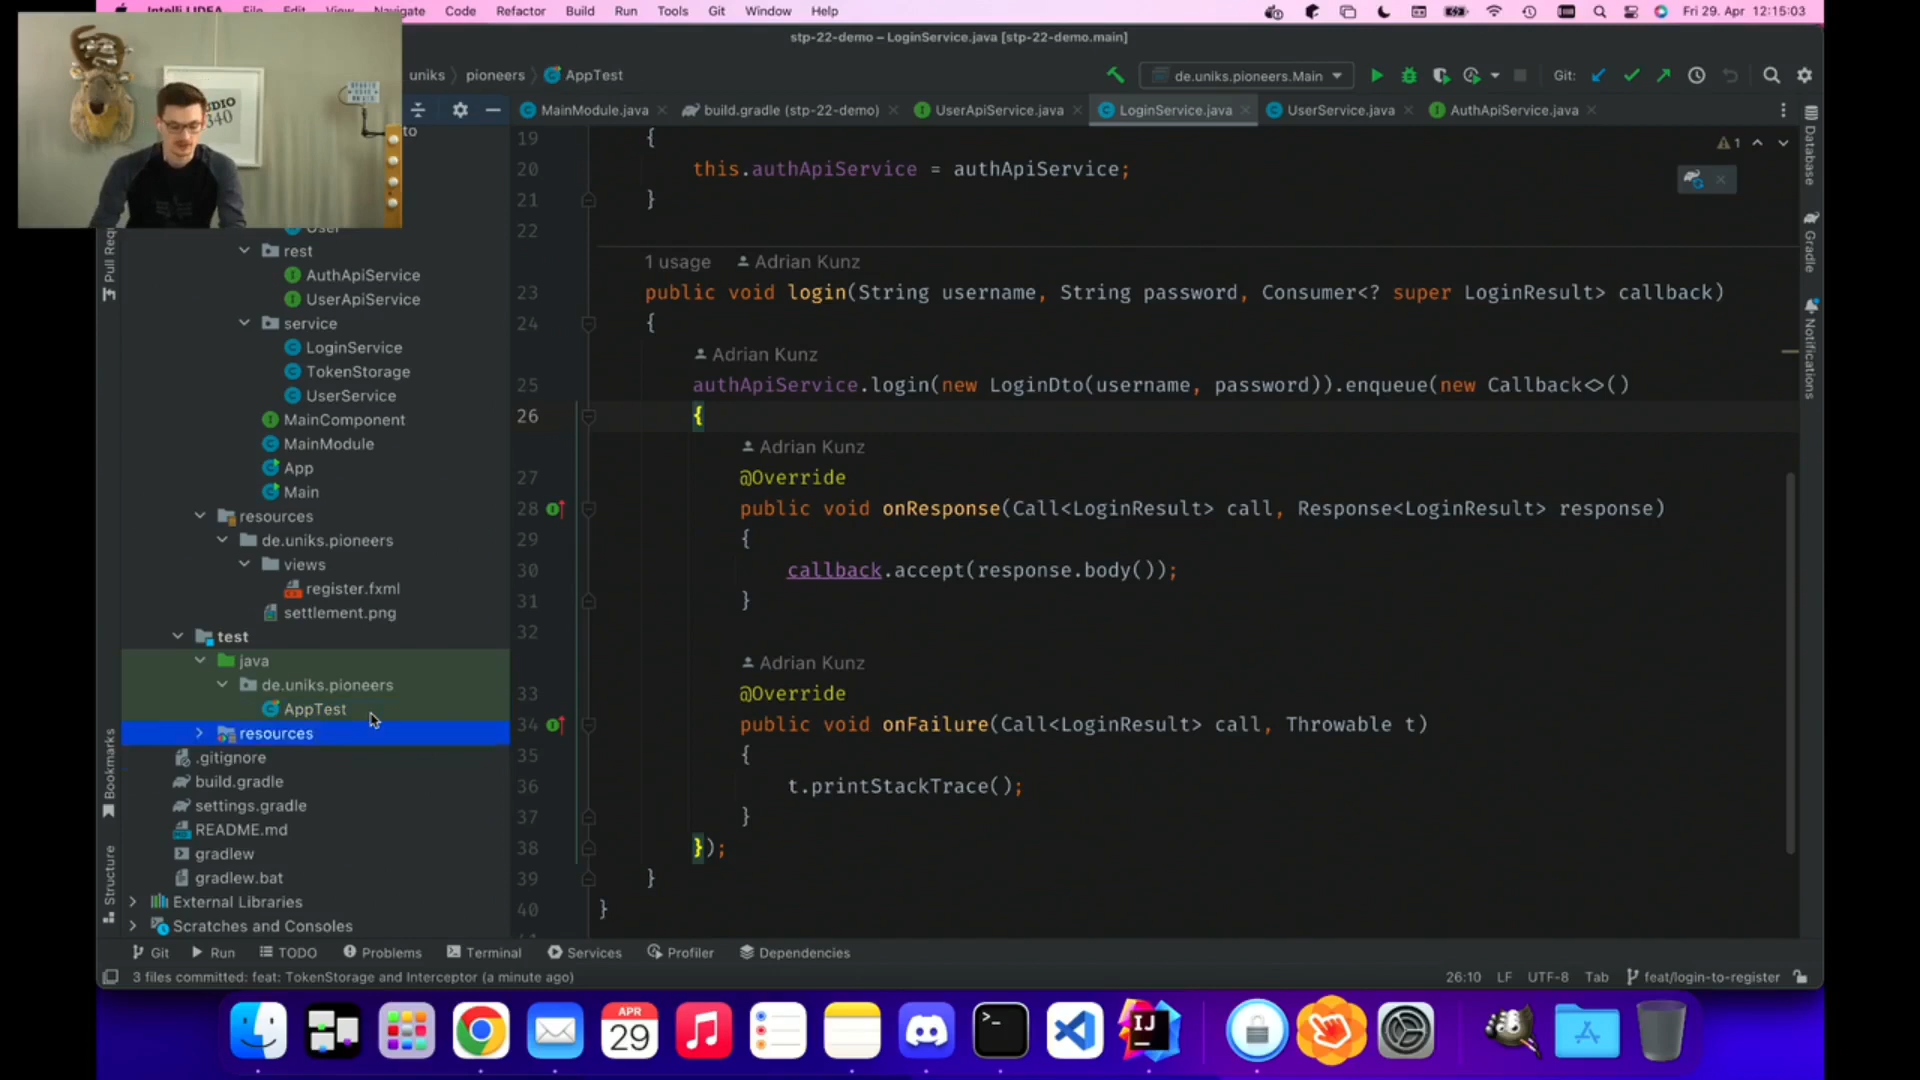 IntelliJ IDEA File Edit View Navigate Code Refactor Build Run Tools Git Window Help Fri 29. Apr 12:15:03
stp-22-demo – LoginService.java [stp-22-demo.main]
uniks pioneers AppTest de.uniks.pioneers.Main Git:
MainModule.java build.gradle (stp-22-demo) UserApiService.java LoginService.java UserService.java AuthApiService.java
to
User
rest
AuthApiService
UserApiService
service
LoginService
TokenStorage
UserService
MainComponent
MainModule
App
Main
resources
de.uniks.pioneers
views
register.fxml
settlement.png
test
java
de.uniks.pioneers
AppTest
resources
.gitignore
build.gradle
settings.gradle
README.md
gradlew
gradlew.bat
External Libraries
Scratches and Consoles
Pull Requ
Bookmarks
Structure
19 {
20 this.authApiService = authApiService;
21 }
22
1 usage Adrian Kunz
23 public void login(String username, String password, Consumer<? super LoginResult> callback)
24 {
Adrian Kunz
25 authApiService.login(new LoginDto(username, password)).enqueue(new Callback<>()
26 {
Adrian Kunz
27 @Override
28 public void onResponse(Call<LoginResult> call, Response<LoginResult> response)
29 {
30 callback.accept(response.body());
31 }
32
Adrian Kunz
33 @Override
34 public void onFailure(Call<LoginResult> call, Throwable t)
35 {
36 t.printStackTrace();
37 }
38 });
39 }
40 }
1
Database
Gradle
Notifications
Git Run TODO Problems Terminal Services Profiler Dependencies
3 files committed: feat: TokenStorage and Interceptor (a minute ago) 26:10 LF UTF-8 Tab feat/login-to-register
APR
29
IJ